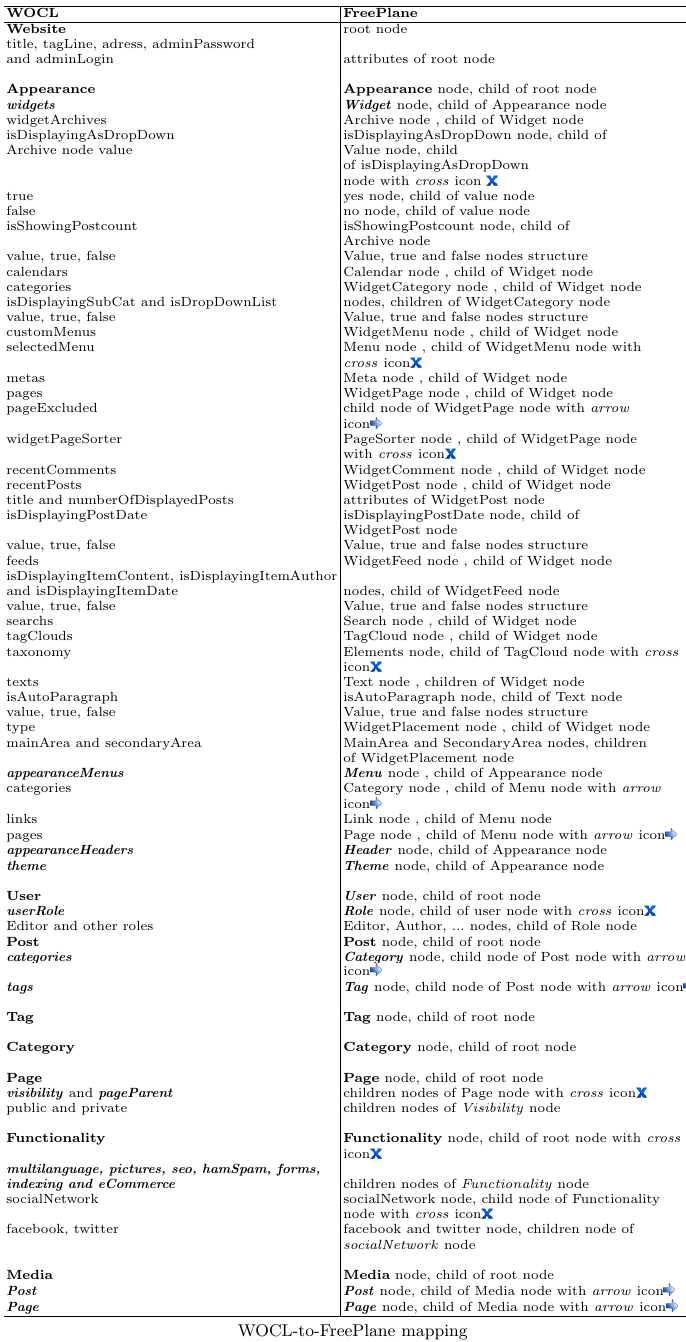 WOCL FreePlane
Website root node
title, tagLine, adress, adminPassword
and adminLogin attributes of root node
Appearance Appearance node, child of root node
widgets Widget node, child of Appearance node
widgetArchives Archive node , child of Widget node
isDisplayingAsDropDown isDisplayingAsDropDown node, child of
Archive node value Value node, child
of isDisplayingAsDropDown
node with cross icon
true yes node, child of value node
false no node, child of value node
isShowingPostcount isShowingPostcount node, child of
Archive node
value, true, false Value, true and false nodes structure
calendars Calendar node , child of Widget node
categories WidgetCategory node , child of Widget node
isDisplayingSubCat and isDropDownList nodes, children of WidgetCategory node
value, true, false Value, true and false nodes structure
customMenus WidgetMenu node , child of Widget node
selectedMenu Menu node , child of WidgetMenu node with
cross icon
metas Meta node , child of Widget node
pages WidgetPage node , child of Widget node
pageExcluded child node of WidgetPage node with arrow
icon
widgetPageSorter PageSorter node , child of WidgetPage node
with cross icon
recentComments WidgetComment node , child of Widget node
recentPosts WidgetPost node , child of Widget node
title and numberOfDisplayedPosts attributes of WidgetPost node
isDisplayingPostDate isDisplayingPostDate node, child of
WidgetPost node
value, true, false Value, true and false nodes structure
feeds WidgetFeed node , child of Widget node
isDisplayingItemContent, isDisplayingItemAuthor
and isDisplayingItemDate nodes, child of WidgetFeed node
value, true, false Value, true and false nodes structure
searchs Search node , child of Widget node
tagClouds TagCloud node , child of Widget node
taxonomy Elements node, child of TagCloud node with cross
icon
texts Text node , children of Widget node
isAutoParagraph isAutoParagraph node, child of Text node
value, true, false Value, true and false nodes structure
type WidgetPlacement node , child of Widget node
mainArea and secondaryArea MainArea and SecondaryArea nodes, children
of WidgetPlacement node
appearanceMenus Menu node , child of Appearance node
categories Category node , child of Menu node with arrow
icon
links Link node , child of Menu node
pages Page node , child of Menu node with arrow icon
appearanceHeaders Header node, child of Appearance node
theme Theme node, child of Appearance node
User User node, child of root node
userRole Role node, child of user node with cross icon
Editor and other roles Editor, Author, ... nodes, child of Role node
Post Post node, child of root node
categories Category node, child node of Post node with arrow
icon
tags Tag node, child node of Post node with arrow icon
Tag Tag node, child of root node
Category Category node, child of root node
Page Page node, child of root node
visibility and pageParent children nodes of Page node with cross icon
public and private children nodes of Visibility node
Functionality Functionality node, child of root node with cross
icon
multilanguage, pictures, seo, hamSpam, forms,
indexing and eCommerce children nodes of Functionality node
socialNetwork socialNetwork node, child node of Functionality
node with cross icon
facebook, twitter facebook and twitter node, children node of
socialNetwork node
Media Media node, child of root node
Post Post node, child of Media node with arrow icon
Page Page node, child of Media node with arrow icon
WOCL-to-FreePlane mapping